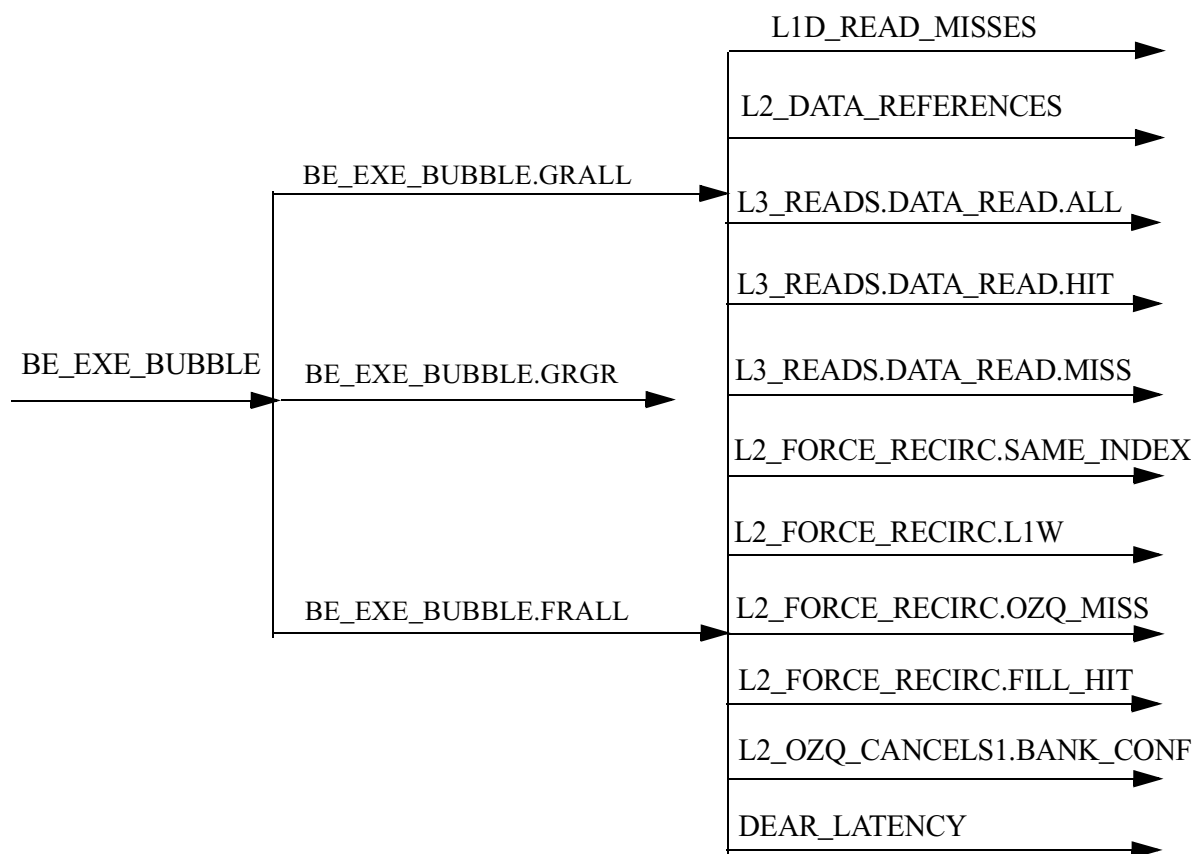 L1D_READ_MISSES
L2_DATA_REFERENCES
BE_EXE_BUBBLE.GRALL
L3_READS.DATA_READ.ALL
L3_READS.DATA_READ.HIT
BE_EXE_BUBBLE
BE_EXE_BUBBLE.GRGR
L3_READS.DATA_READ.MISS
L2_FORCE_RECIRC.SAME_INDEX
L2_FORCE_RECIRC.L1W
BE_EXE_BUBBLE.FRALL
L2_FORCE_RECIRC.OZQ_MISS
L2_FORCE_RECIRC.FILL_HIT
L2_OZQ_CANCELS1.BANK_CONF
DEAR_LATENCY